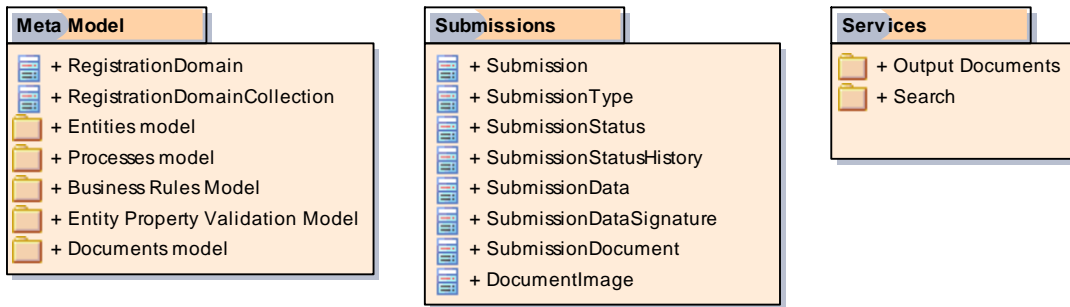 Meta Model
+ RegistrationDomain
+ RegistrationDomainCollection
+ Entities model
+ Processes model
+ Business Rules Model
+ Entity Property Validation Model
+ Documents model
Submissions
+ Submission
+ SubmissionType
+ SubmissionStatus
+ SubmissionStatusHistory
+ SubmissionData
+ SubmissionDataSignature
+ SubmissionDocument
+ DocumentImage
Services
+ Output Documents
+ Search